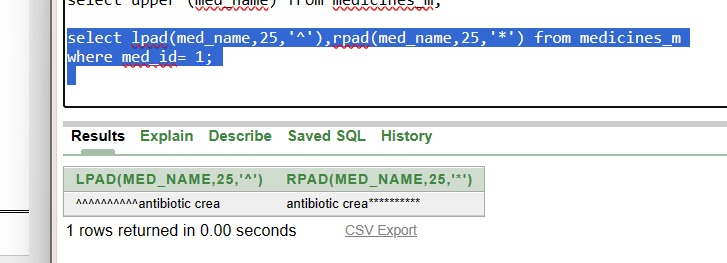 select upper (med_name) from medicines_m;
select lpad(med_name,25,'^'),rpad(med_name,25,'*') from medicines_m
where med_id= 1;
Results Explain Describe Saved SQL History
LPAD(MED_NAME,25,'^') RPAD(MED_NAME,25,'*')
^^^^^^^^^^antibiotic crea antibiotic crea**********
1 rows returned in 0.00 seconds CSV Export